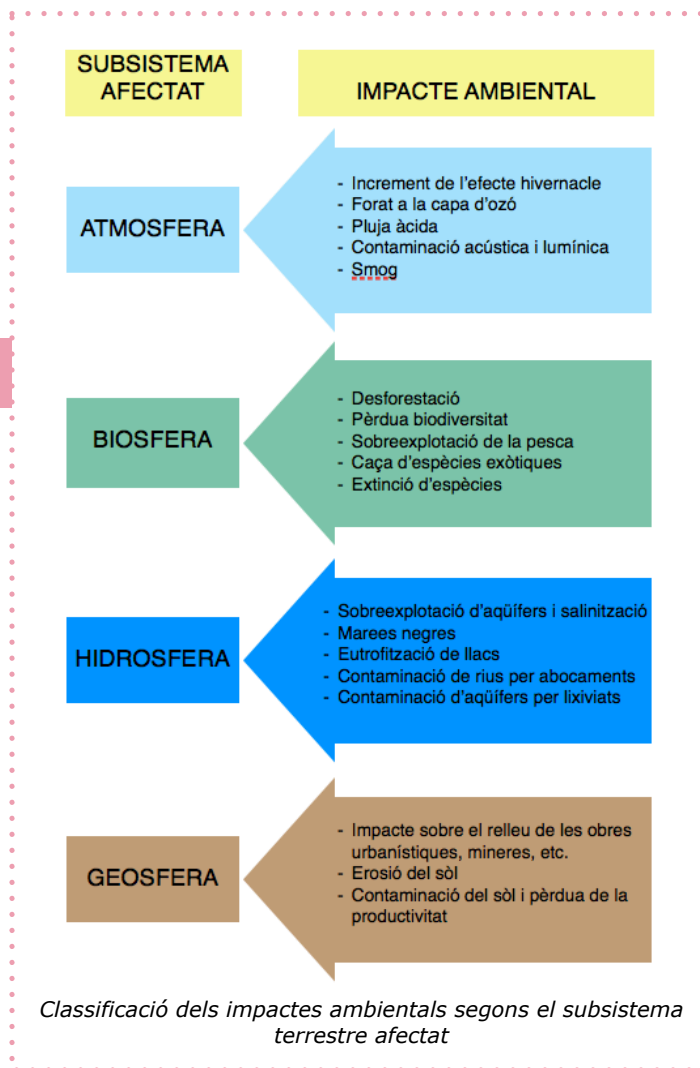 SUBSISTEMA
AFECTAT
IMPACTE AMBIENTAL
ATMOSFERA
- Increment de l'efecte hivernacle
- Forat a la capa d'ozó
- Pluja àcida
- Contaminació acústica i lumínica
- Smog
BIOSFERA
- Desforestació
- Pèrdua biodiversitat
- Sobreexplotació de la pesca
- Caça d'espècies exòtiques
- Extinció d'espècies
HIDROSFERA
- Sobreexplotació d'aqüífers i salinització
- Marees negres
- Eutrofització de llacs
- Contaminació de rius per abocaments
- Contaminació d'aqüífers per lixiviats
GEOSFERA
- Impacte sobre el relleu de les obres
urbanístiques, mineres, etc.
- Erosió del sòl
- Contaminació del sòl i pèrdua de la
productivitat
Classificació dels impactes ambientals segons el subsistema
terrestre afectat